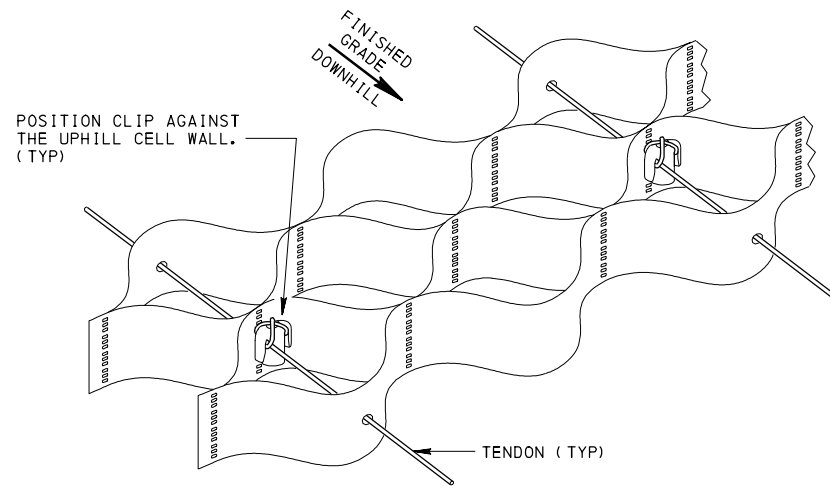 FINISHED
GRADE
DOWNHILL
POSITION CLIP AGAINST
THE UPHILL CELL WALL.
(TYP)
TENDON (TYP)